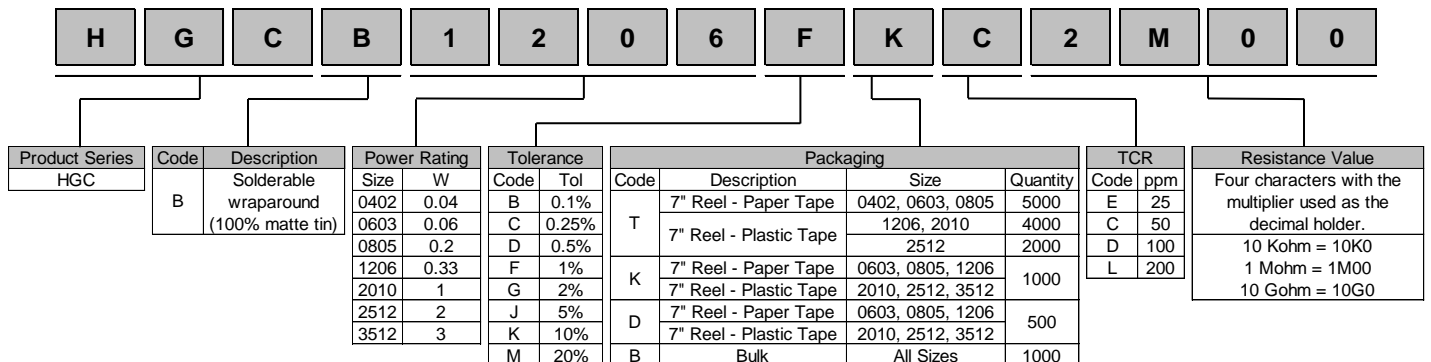 H G C B 1 2 0 6 F K C 2 M 0 0
Product Series
HGC
Code Description
B Solderable wraparound (100% matte tin)
Power Rating
Size W
0402 0.04
0603 0.06
0805 0.2
1206 0.33
2010 1
2512 2
3512 3
Tolerance
Code Tol
B 0.1%
C 0.25%
D 0.5%
F 1%
G 2%
J 5%
K 10%
M 20%
Packaging
Code Description Size Quantity
T 7" Reel - Paper Tape 0402, 0603, 0805 5000
7" Reel - Plastic Tape 1206, 2010 4000
2512 2000
K 7" Reel - Paper Tape 0603, 0805, 1206 1000
7" Reel - Plastic Tape 2010, 2512, 3512
D 7" Reel - Paper Tape 0603, 0805, 1206 500
7" Reel - Plastic Tape 2010, 2512, 3512
B Bulk All Sizes 1000
TCR
Code ppm
E 25
C 50
D 100
L 200
Resistance Value
Four characters with the
multiplier used as the
decimal holder.
10 Kohm = 10K0
1 Mohm = 1M00
10 Gohm = 10G0